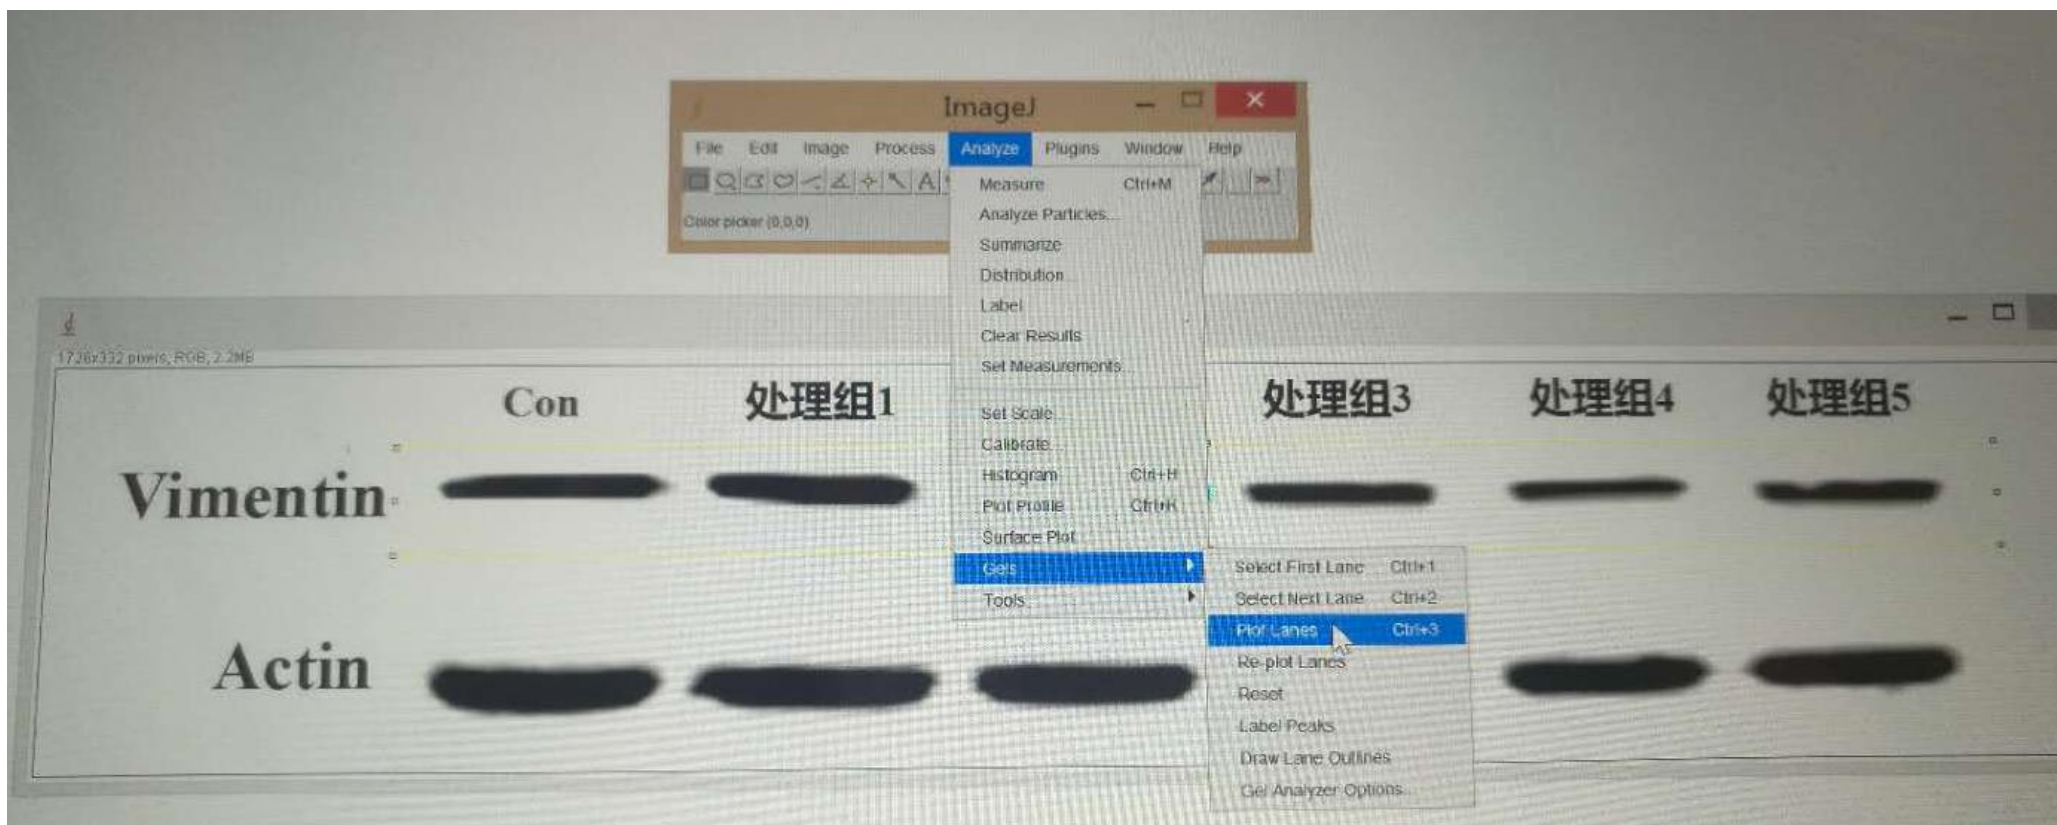 ImageJ
File Edit Image Process Analyze Plugins Window Help
Color picker (0,0,0)
Measure Ctrl+M
Analyze Particles...
Summarize
Distribution...
Label
Clear Results
Set Measurements...
Set Scale...
Calibrate...
Histogram Ctrl+H
Plot Profile Ctrl+K
Surface Plot...
Gels
Tools
Select First Lane Ctrl+1
Select Next Lane Ctrl+2
Plot Lanes Ctrl+3
Re-plot Lanes
Reset
Label Peaks
Draw Lane Outlines
Gel Analyzer Options...
1728x332 pixels, RGB, 2.2MB
Con 处理组1 处理组3 处理组4 处理组5
Vimentin
Actin